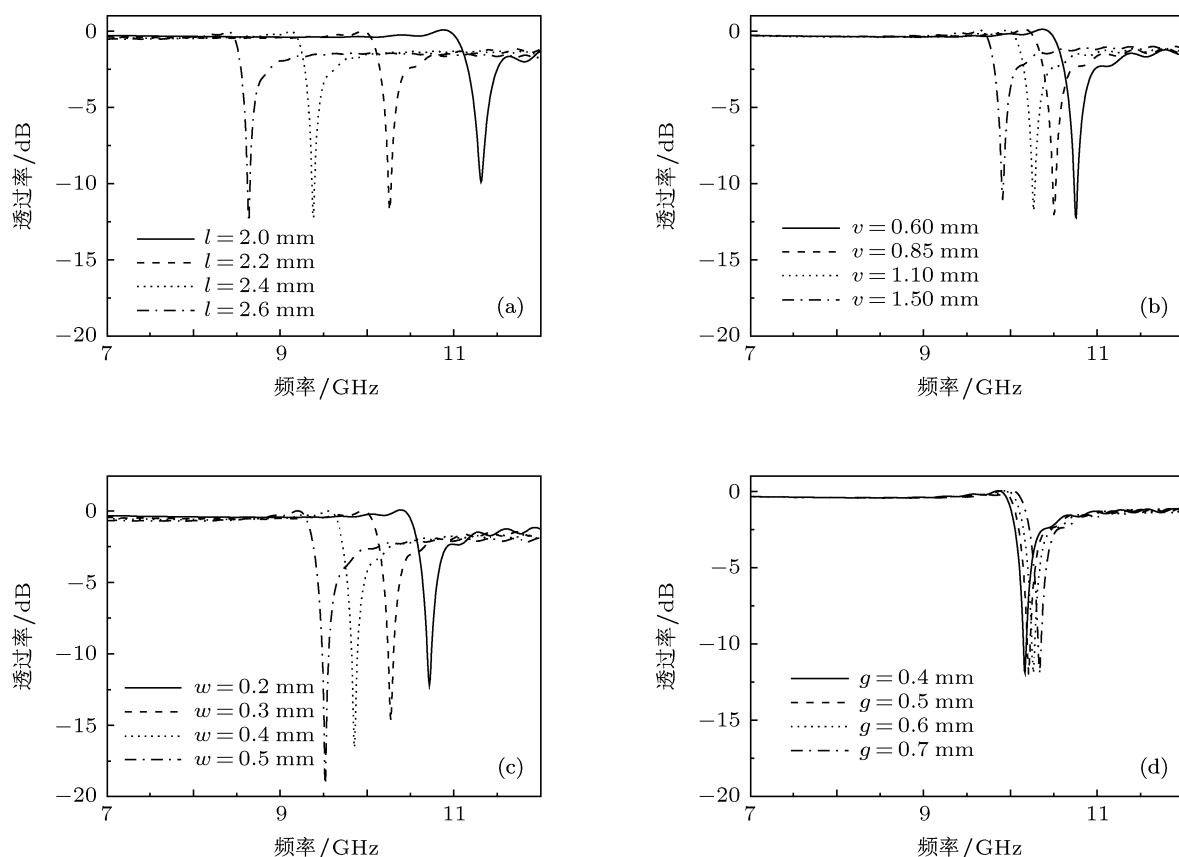 0
−5
−10
−15
−20
透过率/dB
l = 2.0 mm
l = 2.2 mm
l = 2.4 mm
l = 2.6 mm
(a)
7
9
11
频率/GHz
0
−5
−10
−15
−20
透过率/dB
v = 0.60 mm
v = 0.85 mm
v = 1.10 mm
v = 1.50 mm
(b)
7
9
11
频率/GHz
0
−5
−10
−15
−20
透过率/dB
w = 0.2 mm
w = 0.3 mm
w = 0.4 mm
w = 0.5 mm
(c)
7
9
11
频率/GHz
0
−5
−10
−15
−20
透过率/dB
g = 0.4 mm
g = 0.5 mm
g = 0.6 mm
g = 0.7 mm
(d)
7
9
11
频率/GHz